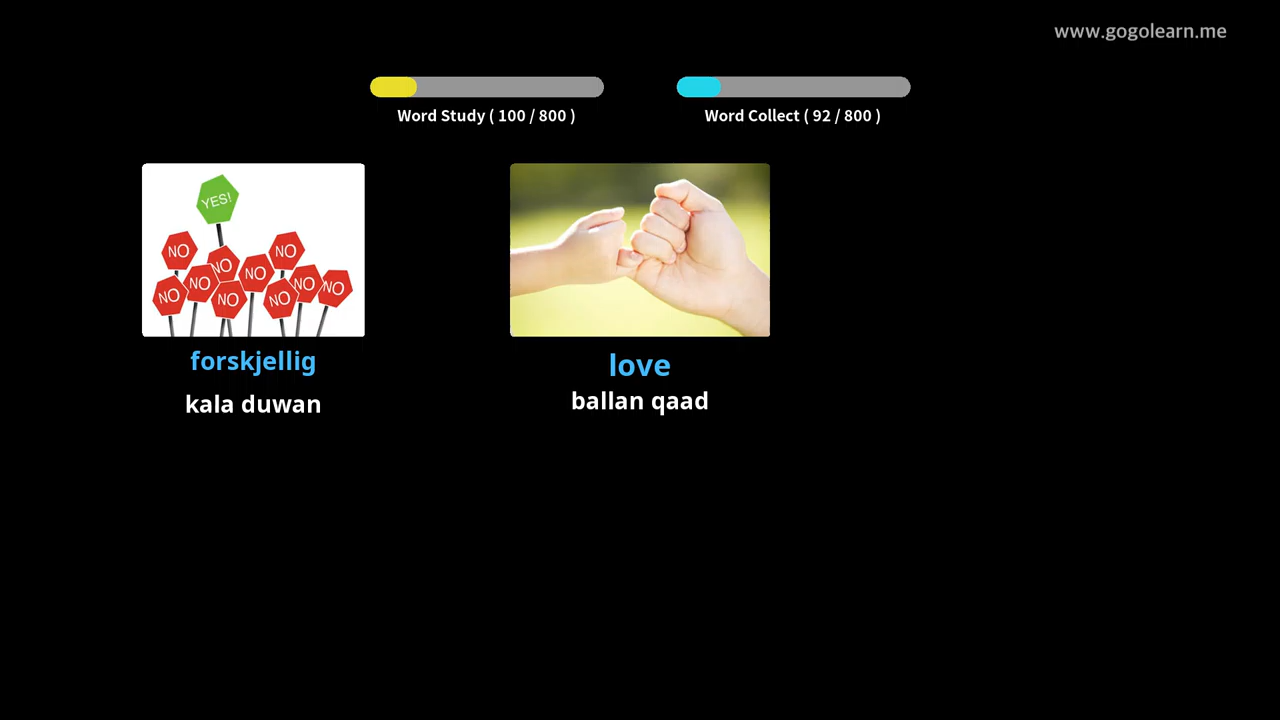 www.gogolearn.me
Word Study ( 100 / 800 )
Word Collect ( 92 / 800 )
YES!
NO
NO
NO
NO
NO
NO
NO
NO
NO
NO
forskjellig
love
kala duwan
ballan qaad